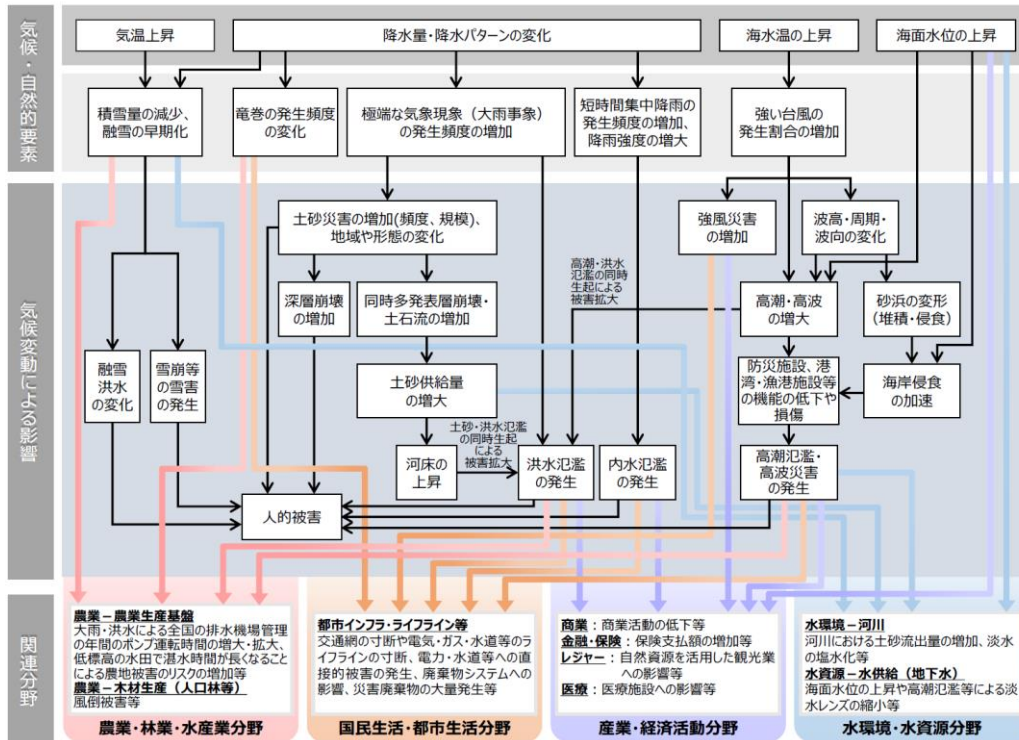 気候・自然的要素
気温上昇
降水量・降水パターンの変化
海水温の上昇
海面水位の上昇
積雪量の減少、
融雪の早期化
竜巻の発生頻度
の変化
極端な気象現象（大雨事象）
の発生頻度の増加
短時間集中降雨の
発生頻度の増加、
降雨強度の増大
強い台風の
発生割合の増加
気候変動による影響
土砂災害の増加(頻度、規模)、
地域や形態の変化
強風災害
の増加
波高・周期・
波向の変化
高潮・洪水
氾濫の同時
生起による
被害拡大
深層崩壊
の増加
同時多発表層崩壊・
土石流の増加
高潮・高波
の増大
砂浜の変形
（堆積・侵食）
融雪
洪水
の変化
雪崩等
の雪害
の発生
土砂供給量
の増大
防災施設、港
湾・漁港施設等
の機能の低下や
損傷
海岸侵食
の加速
土砂・洪水氾濫
の同時生起
による
被害拡大
河床の
上昇
洪水氾濫
の発生
内水氾濫
の発生
高潮氾濫・
高波災害
の発生
人的被害
関連分野
農業－農業生産基盤
大雨・洪水による全国の排水機場管理
の年間のポンプ運転時間の増大・拡大、
低標高の水田で湛水時間が長くなること
による農地被害のリスクの増加等
農業－木材生産（人口林等）
風倒被害等
農業・林業・水産業分野
都市インフラ・ライフライン等
交通網の寸断や電気・ガス・水道等のラ
イフラインの寸断、電力・水道等への直
接的被害の発生、廃棄物システムへの
影響、災害廃棄物の大量発生等
国民生活・都市生活分野
商業：商業活動の低下等
金融・保険：保険支払額の増加等
レジャー：自然資源を活用した観光業
への影響等
医療：医療施設への影響等
産業・経済活動分野
水環境－河川
河川における土砂流出量の増加、淡水
の塩水化等
水資源－水供給（地下水）
海面水位の上昇や高潮氾濫等による淡
水レンズの縮小等
水環境・水資源分野